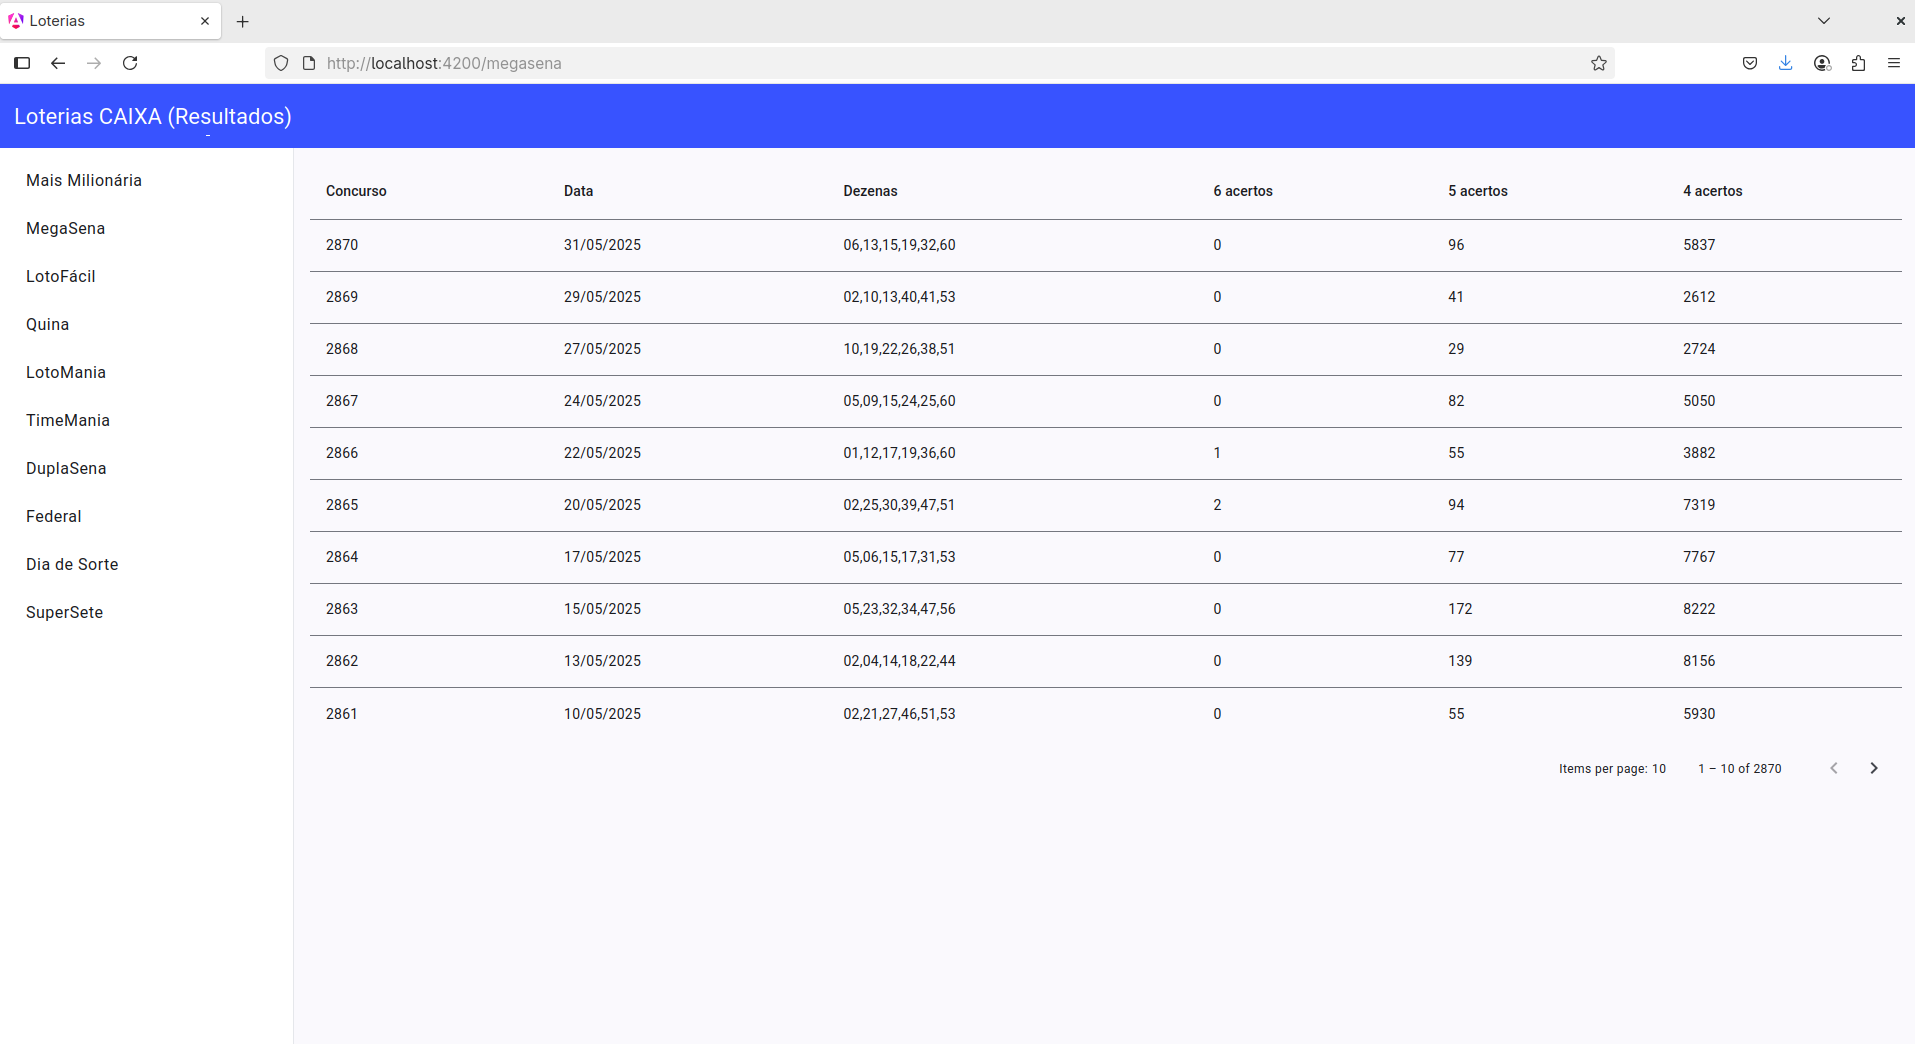 Loterias
http://localhost:4200/megasena
Loterias CAIXA (Resultados)
Mais Milionária
MegaSena
LotoFácil
Quina
LotoMania
TimeMania
DuplaSena
Federal
Dia de Sorte
SuperSete
Concurso Data Dezenas 6 acertos 5 acertos 4 acertos
2870 31/05/2025 06,13,15,19,32,60 0 96 5837
2869 29/05/2025 02,10,13,40,41,53 0 41 2612
2868 27/05/2025 10,19,22,26,38,51 0 29 2724
2867 24/05/2025 05,09,15,24,25,60 0 82 5050
2866 22/05/2025 01,12,17,19,36,60 1 55 3882
2865 20/05/2025 02,25,30,39,47,51 2 94 7319
2864 17/05/2025 05,06,15,17,31,53 0 77 7767
2863 15/05/2025 05,23,32,34,47,56 0 172 8222
2862 13/05/2025 02,04,14,18,22,44 0 139 8156
2861 10/05/2025 02,21,27,46,51,53 0 55 5930
Items per page: 10 1 – 10 of 2870